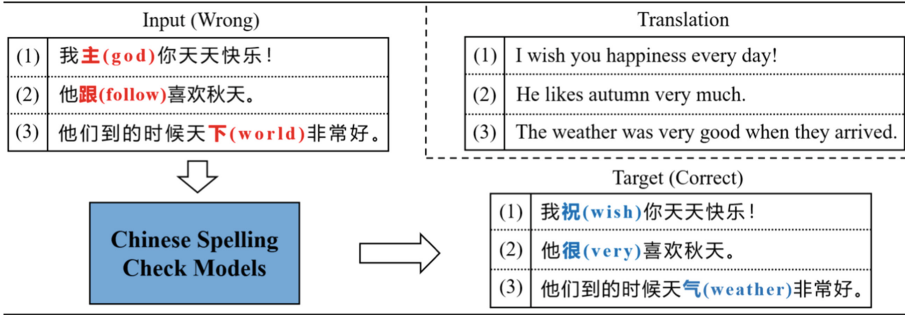 Input (Wrong)
(1) 我主(god)你天天快乐！
(2) 他跟(follow)喜欢秋天。
(3) 他们到的时候天下(world)非常好。
Translation
(1) I wish you happiness every day!
(2) He likes autumn very much.
(3) The weather was very good when they arrived.
Chinese Spelling
Check Models
Target (Correct)
(1) 我祝(wish)你天天快乐！
(2) 他很(very)喜欢秋天。
(3) 他们到的时候天气(weather)非常好。